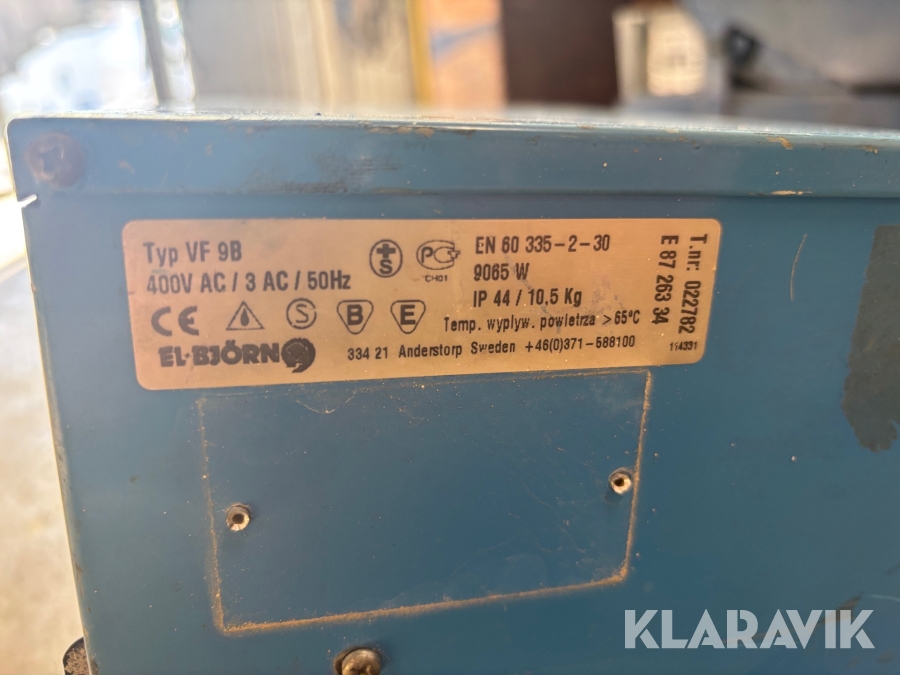 Typ VF 9B
400V AC / 3 AC / 50Hz
+S
PC
CH01
EN 60 335-2-30
9065 W
IP 44 / 10,5 Kg
CE
S
B
E
Temp. wyplyw. powietrza > 65°C
EL·BJÖRN
334 21 Anderstorp Sweden +46(0)371-588100
T.nr: 022782
E 87 263 34
114331
KLARAVIK